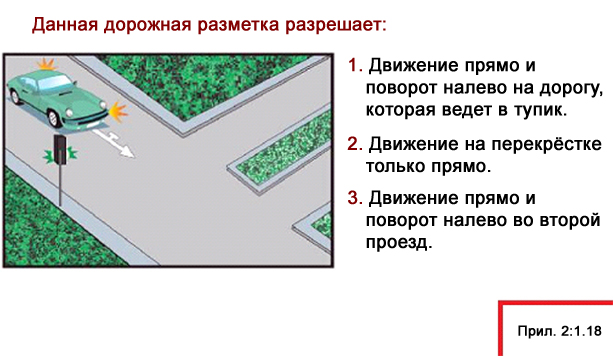 Данная дорожная разметка разрешает:
1. Движение прямо и
поворот налево на дорогу,
которая ведет в тупик.
2. Движение на перекрёстке
только прямо.
3. Движение прямо и
поворот налево во второй
проезд.
Прил. 2:1.18